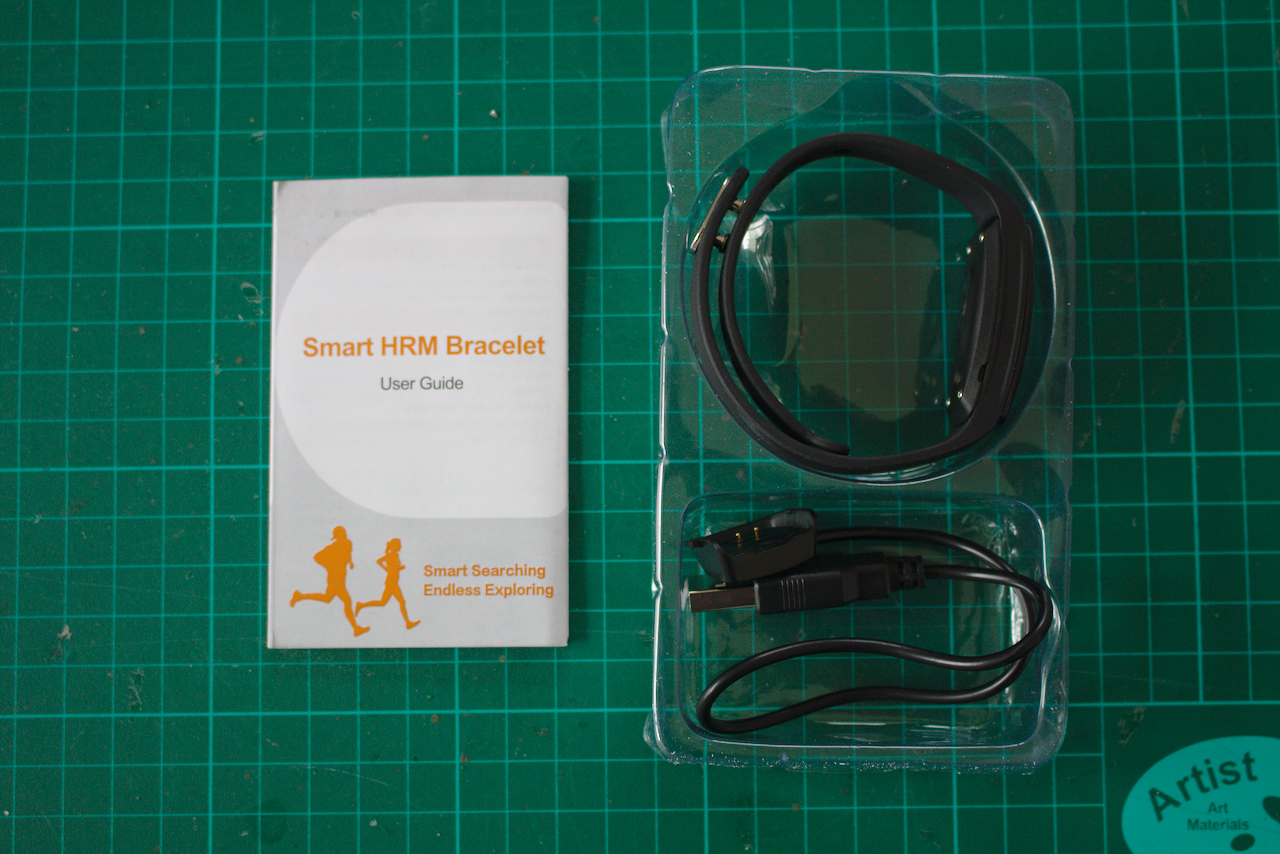 Smart HRM Bracelet
User Guide
Smart Searching
Endless Exploring
Artist
Art
Materials